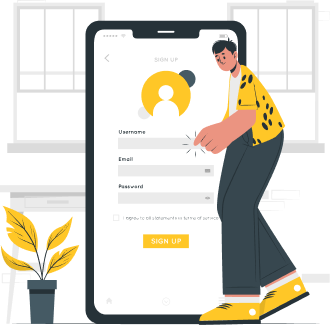 SIGN UP
Username
Email
Password
I agree to all statements in terms of service
SIGN UP